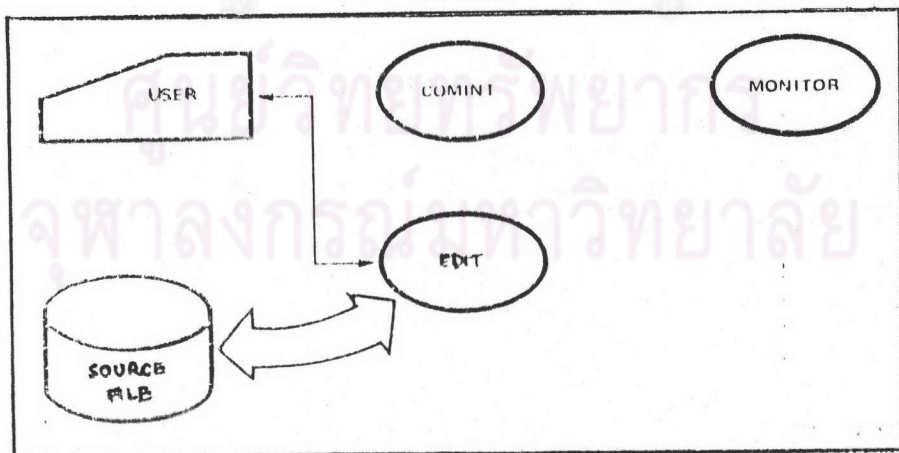 USER
COMINT
MONITOR
ศูนย์วิทยทรัพยากร
จุฬาลงกรณ์มหาวิทยาลัย
EDIT
SOURCE
FILE